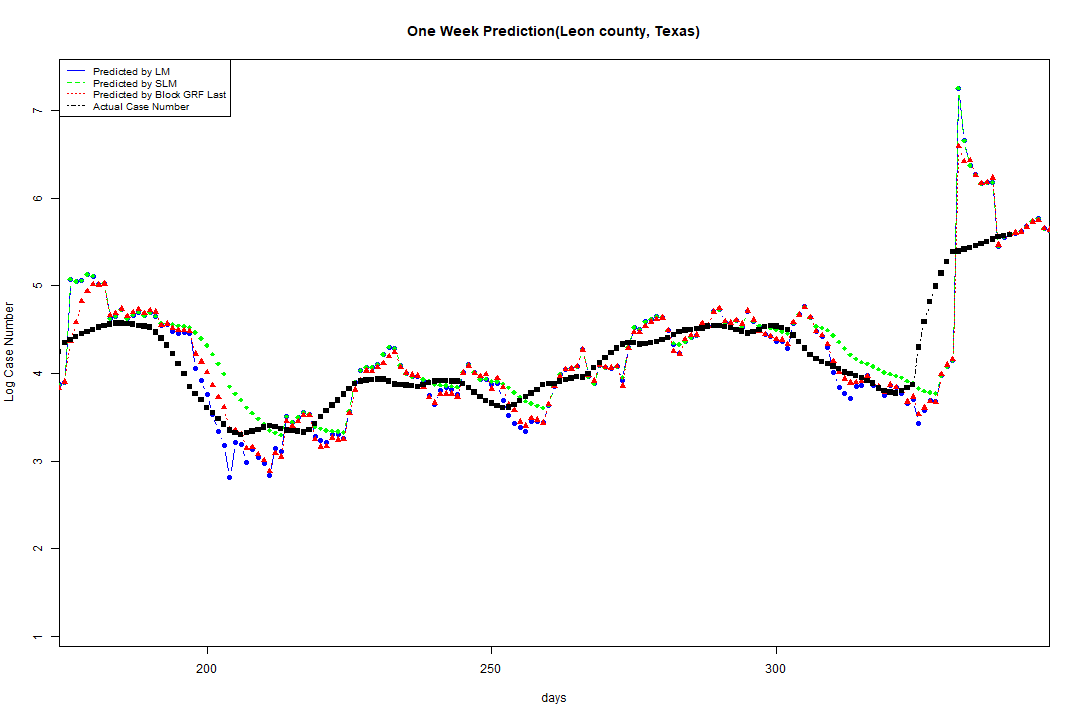 One Week Prediction(Leon county, Texas)
Predicted by LM
Predicted by SLM
Predicted by Block GRF Last
Actual Case Number
Log Case Number
7
6
5
4
3
2
1
200 250 300
days